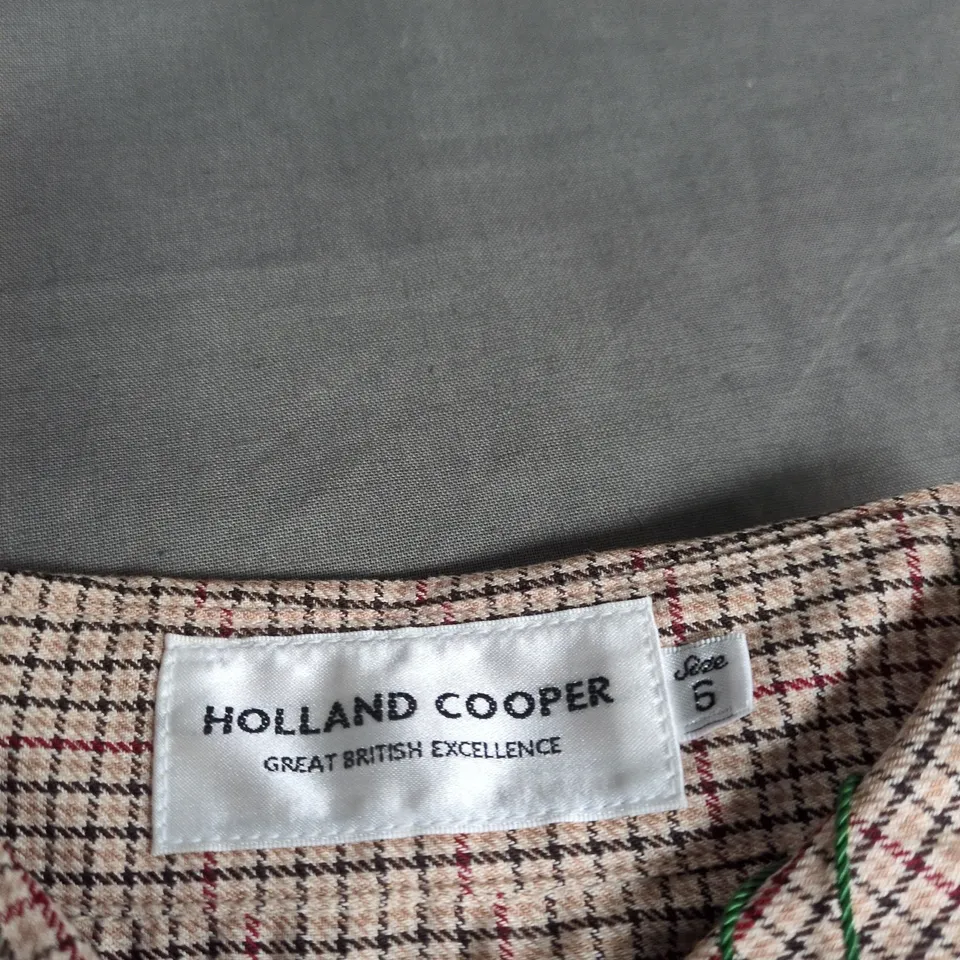 HOLLAND COOPER
GREAT BRITISH EXCELLENCE
Size
6